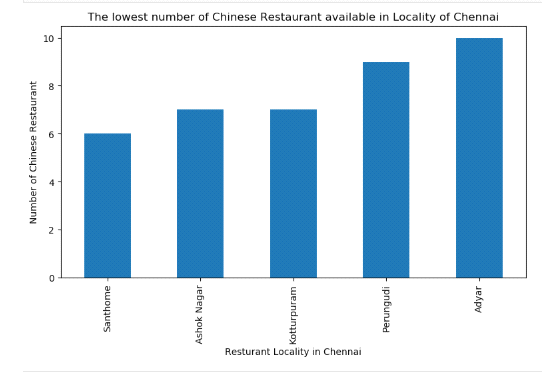 The lowest number of Chinese Restaurant available in Locality of Chennai
10
8
6
4
2
0
Number of Chinese Restaurant
Santhome
Ashok Nagar
Kotturpuram
Perungudi
Adyar
Resturant Locality in Chennai